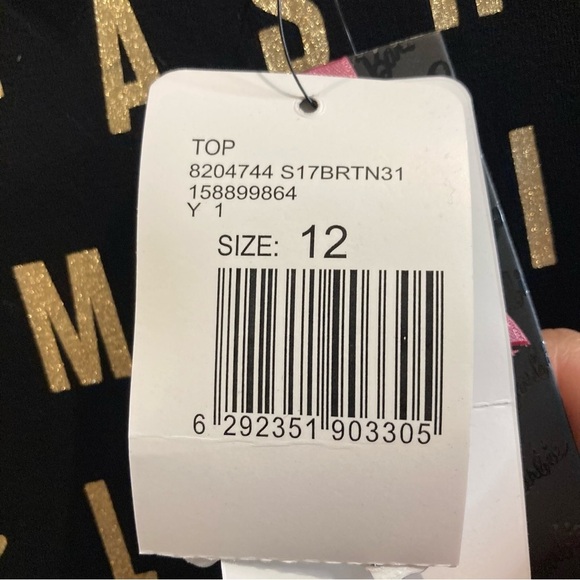 A S H
TOP
8204744 S17BRTN31
158899864
Y 1
SIZE: 12
M
I
6 292351 903305
L